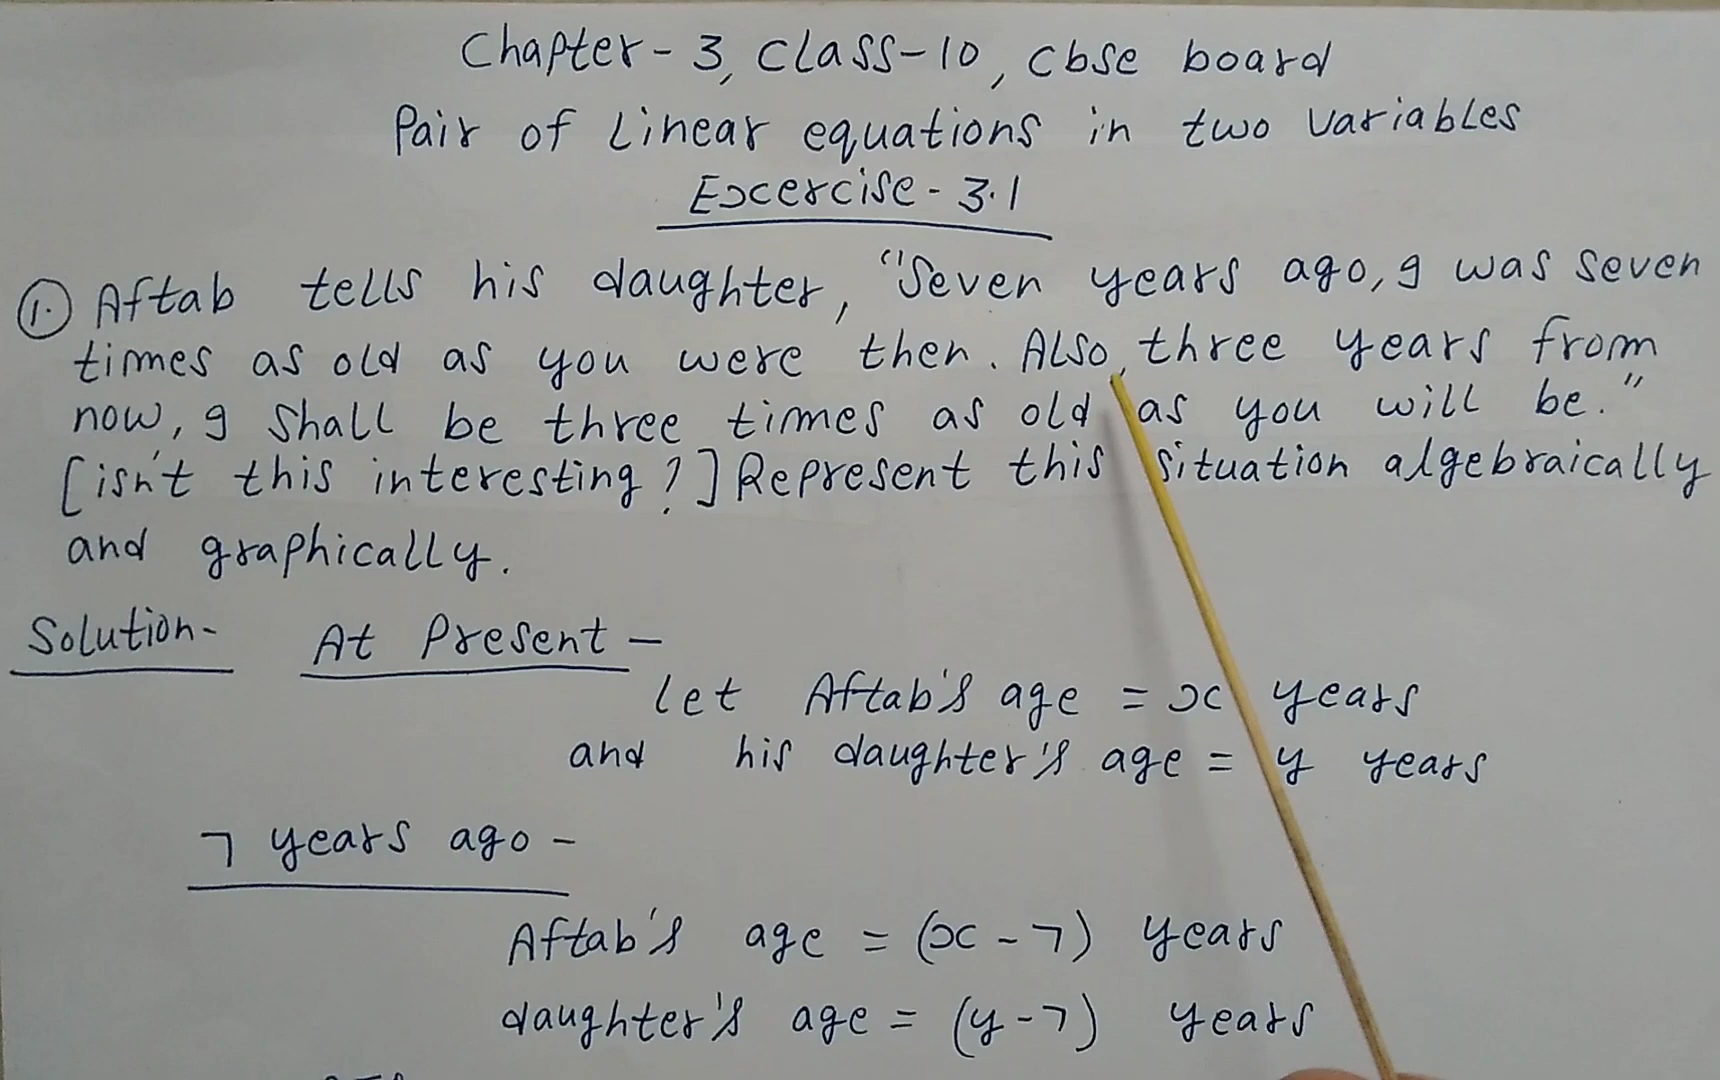 Chapter-3, Class-10, cbse board
Pair of Linear equations in two variables
Excercise-3.1
1. Aftab tells his daughter, "Seven years ago, I was seven
times as old as you were then. Also, three years from
now, I shall be three times as old as you will be."
[isn't this interesting?] Represent this situation algebraically
and graphically.
Solution- At Present-
let Aftab's age = x years
and his daughter's age = y years
7 years ago-
Aftab's age = (x-7) years
daughter's age = (y-7) years